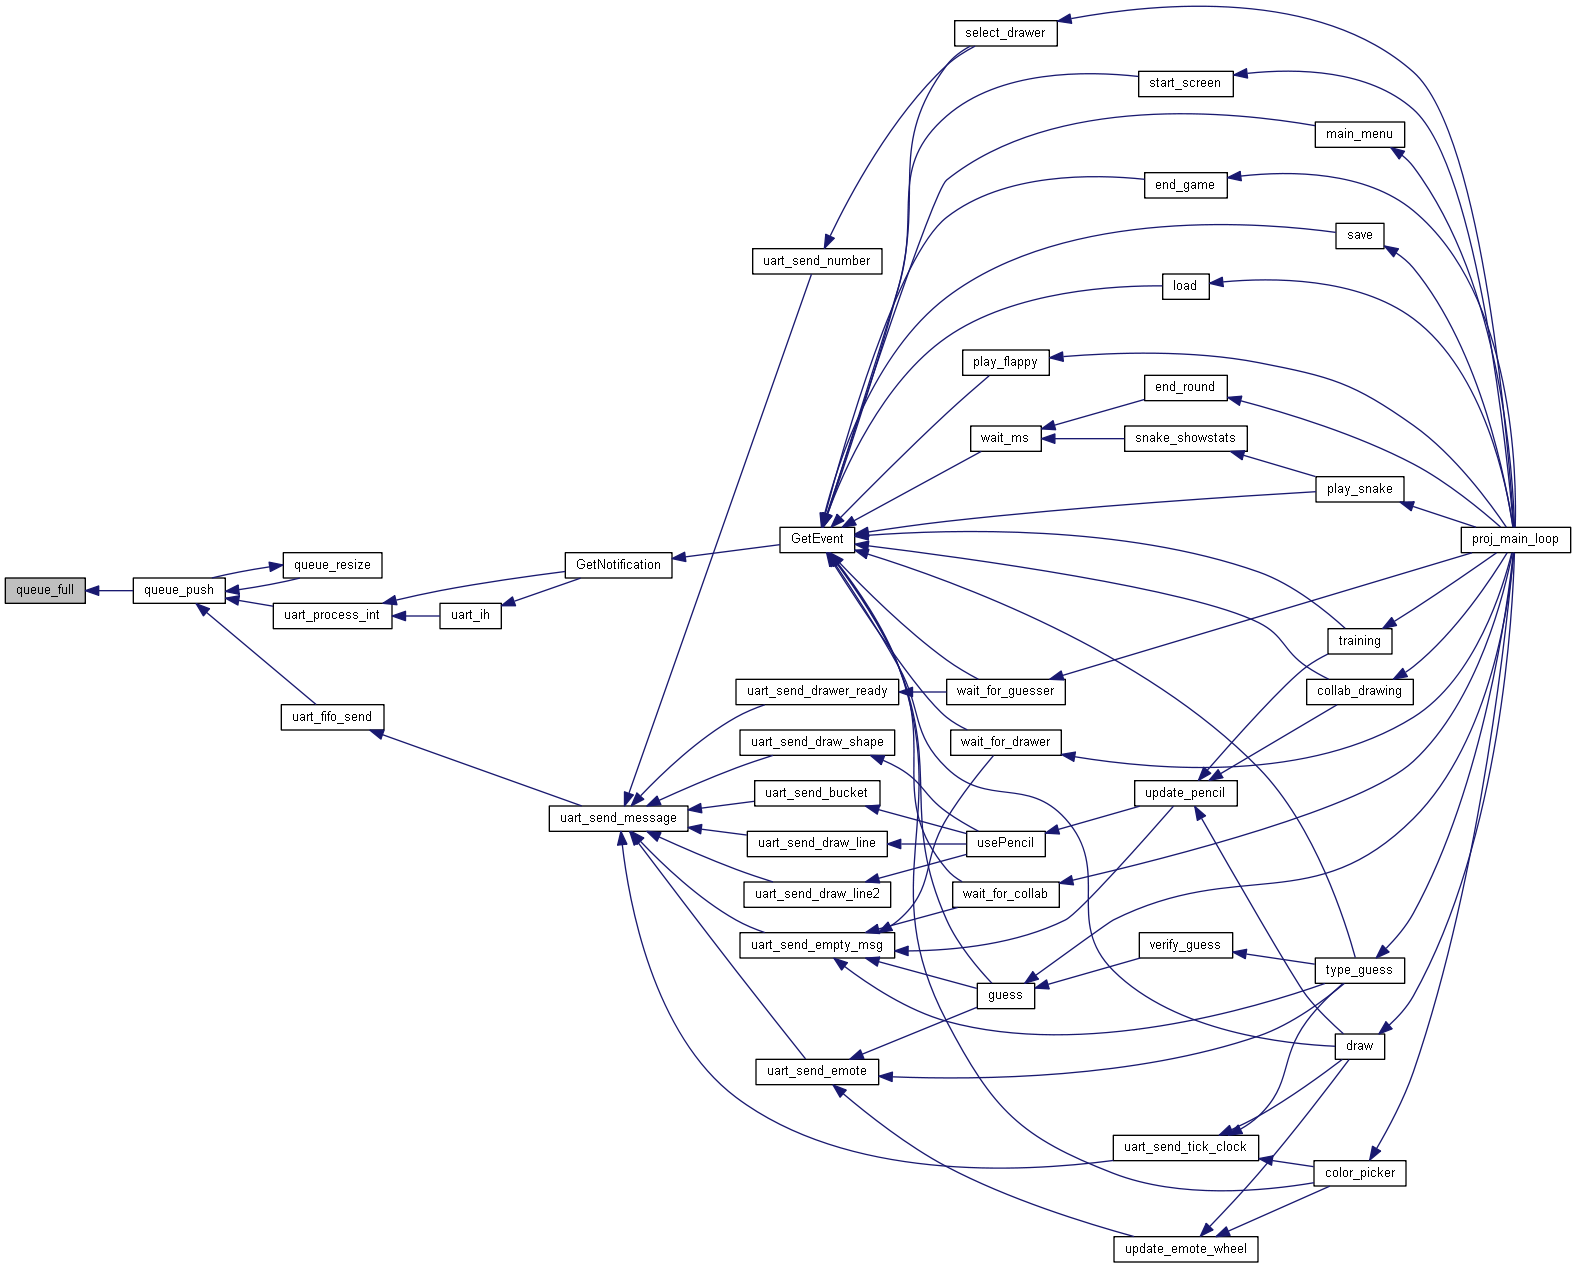 select_drawer
start_screen
main_menu
end_game
save
uart_send_number
load
play_flappy
end_round
wait_ms
snake_showstats
play_snake
GetEvent
proj_main_loop
queue_resize
GetNotification
queue_full
queue_push
uart_process_int
uart_ih
training
uart_send_drawer_ready
wait_for_guesser
collab_drawing
uart_fifo_send
uart_send_draw_shape
wait_for_drawer
uart_send_bucket
update_pencil
uart_send_message
uart_send_draw_line
usePencil
uart_send_draw_line2
wait_for_collab
uart_send_empty_msg
verify_guess
type_guess
guess
draw
uart_send_emote
uart_send_tick_clock
color_picker
update_emote_wheel